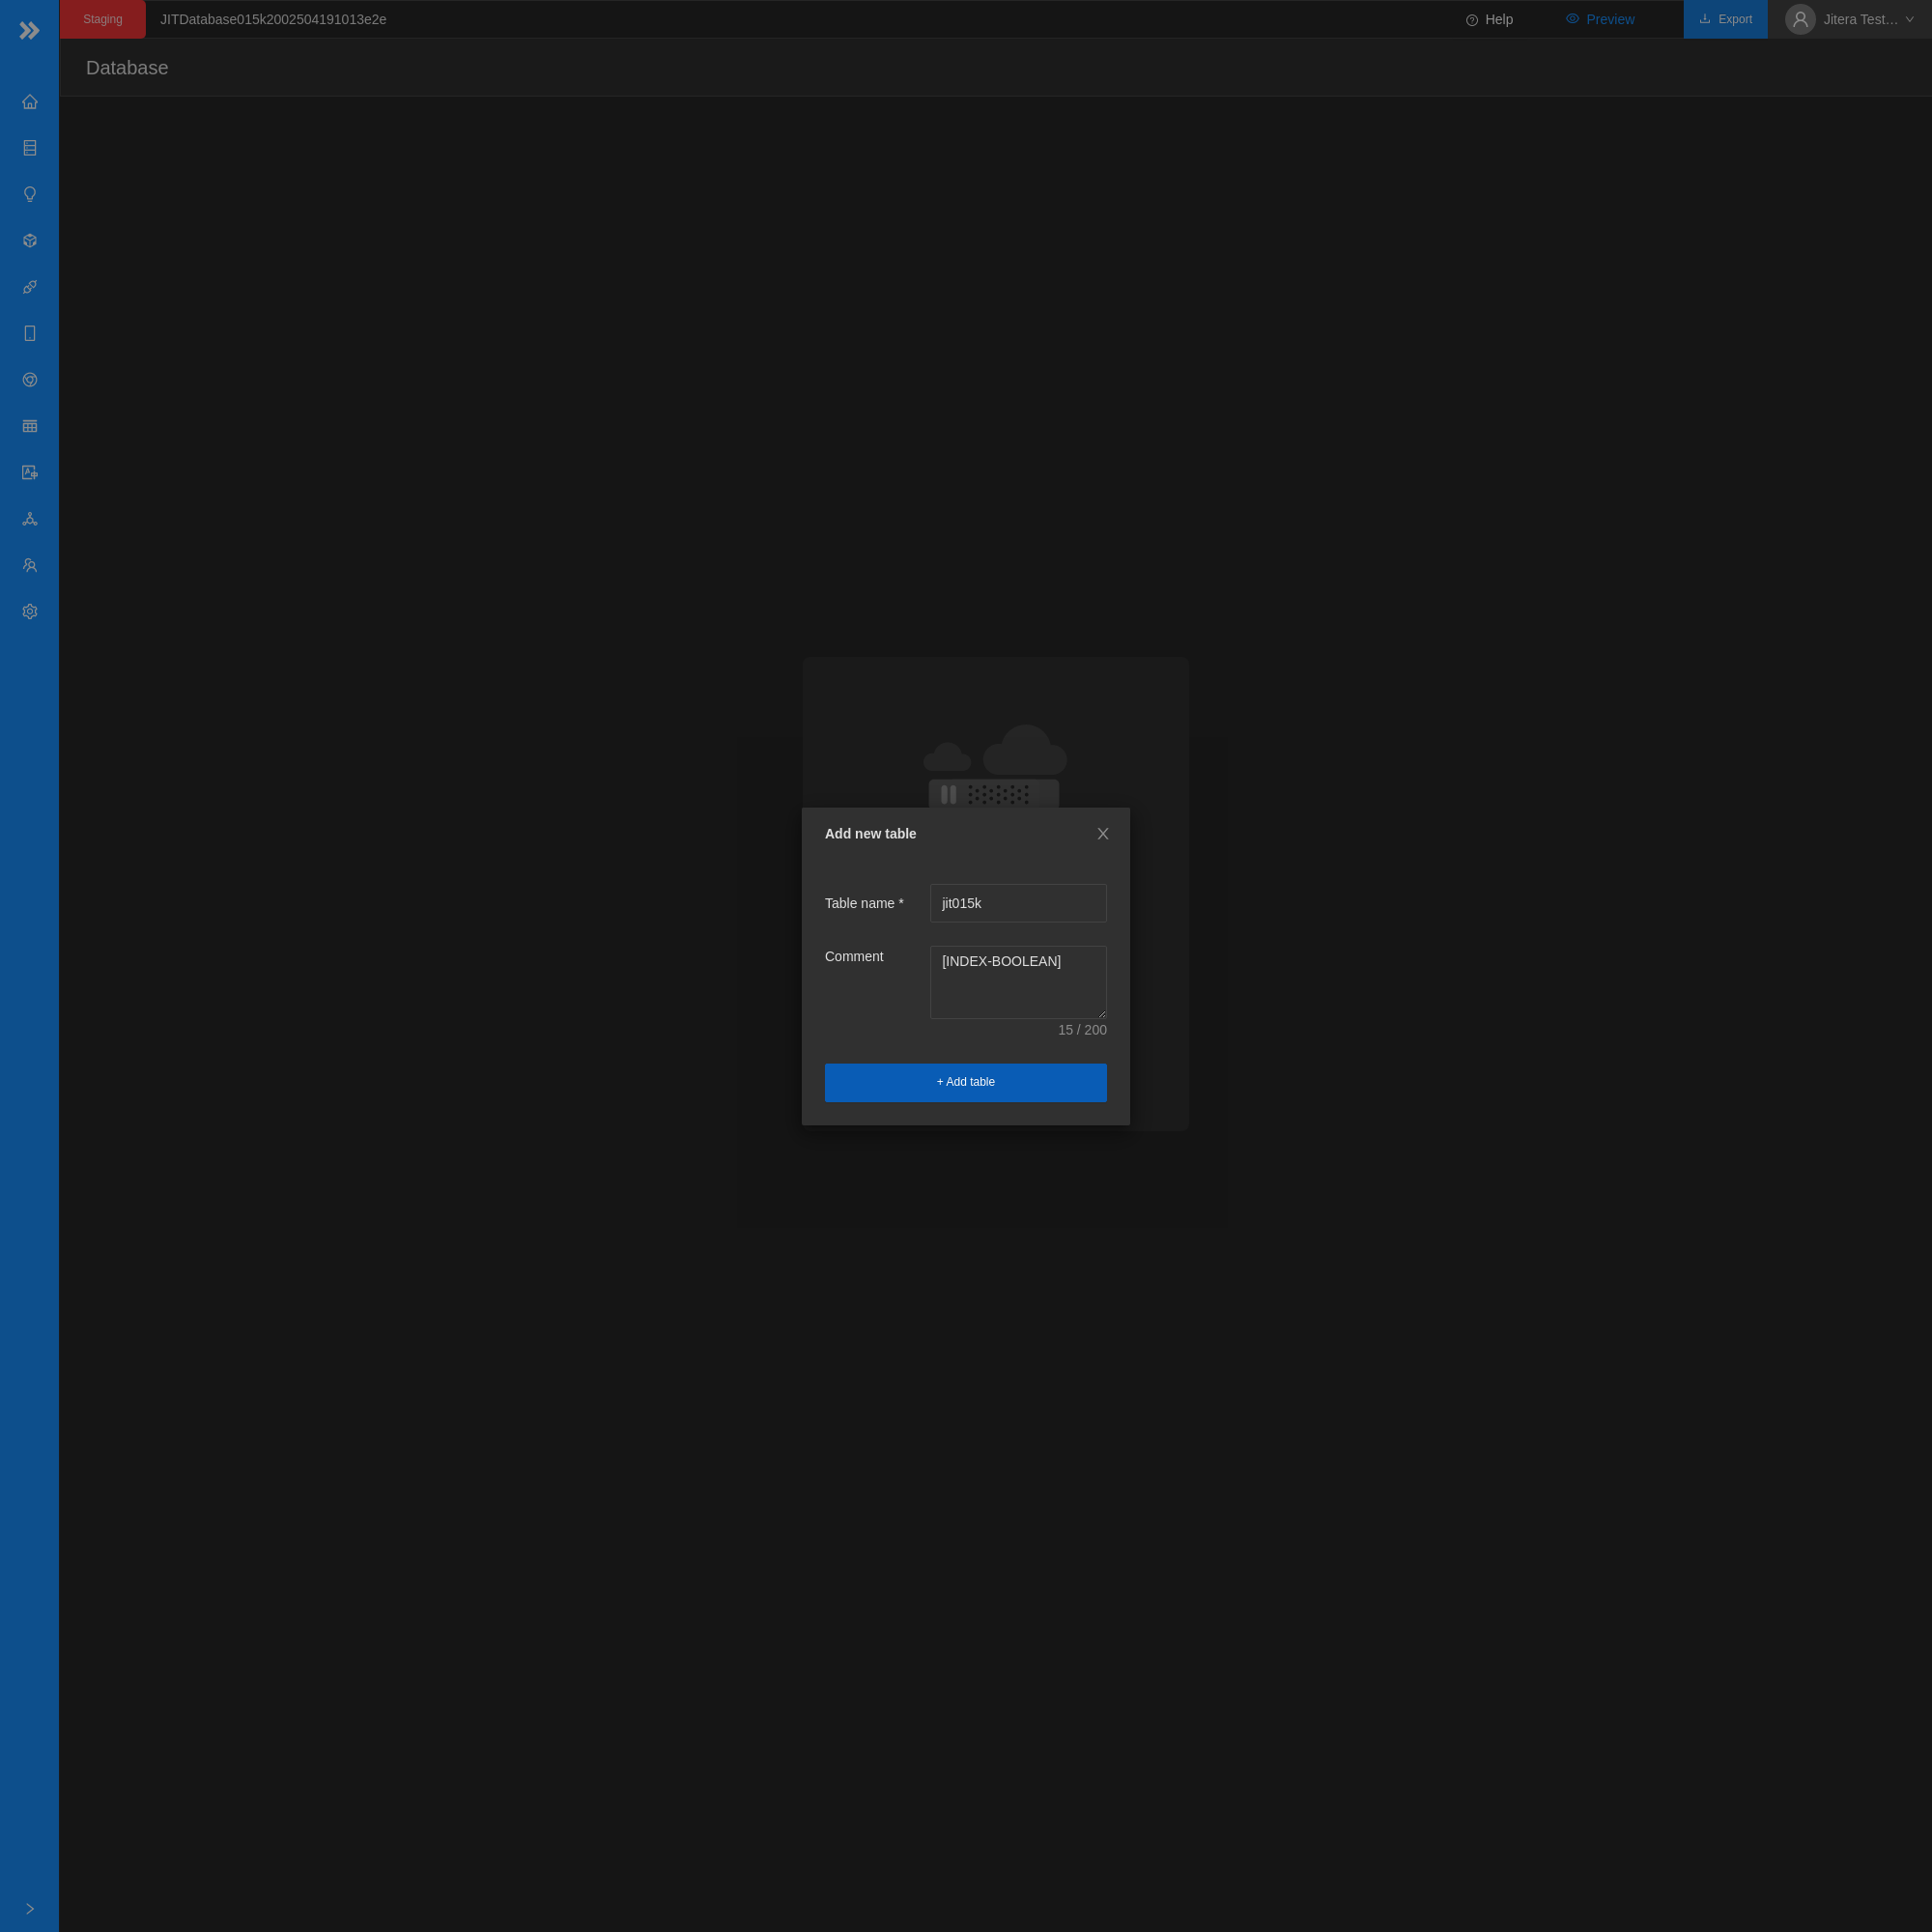 Staging
JITDatabase015k2002504191013e2e
Help
Preview
Export
Jitera Test…
Database
Add new table
Table name *
jit015k
Comment
[INDEX-BOOLEAN]
15 / 200
+ Add table